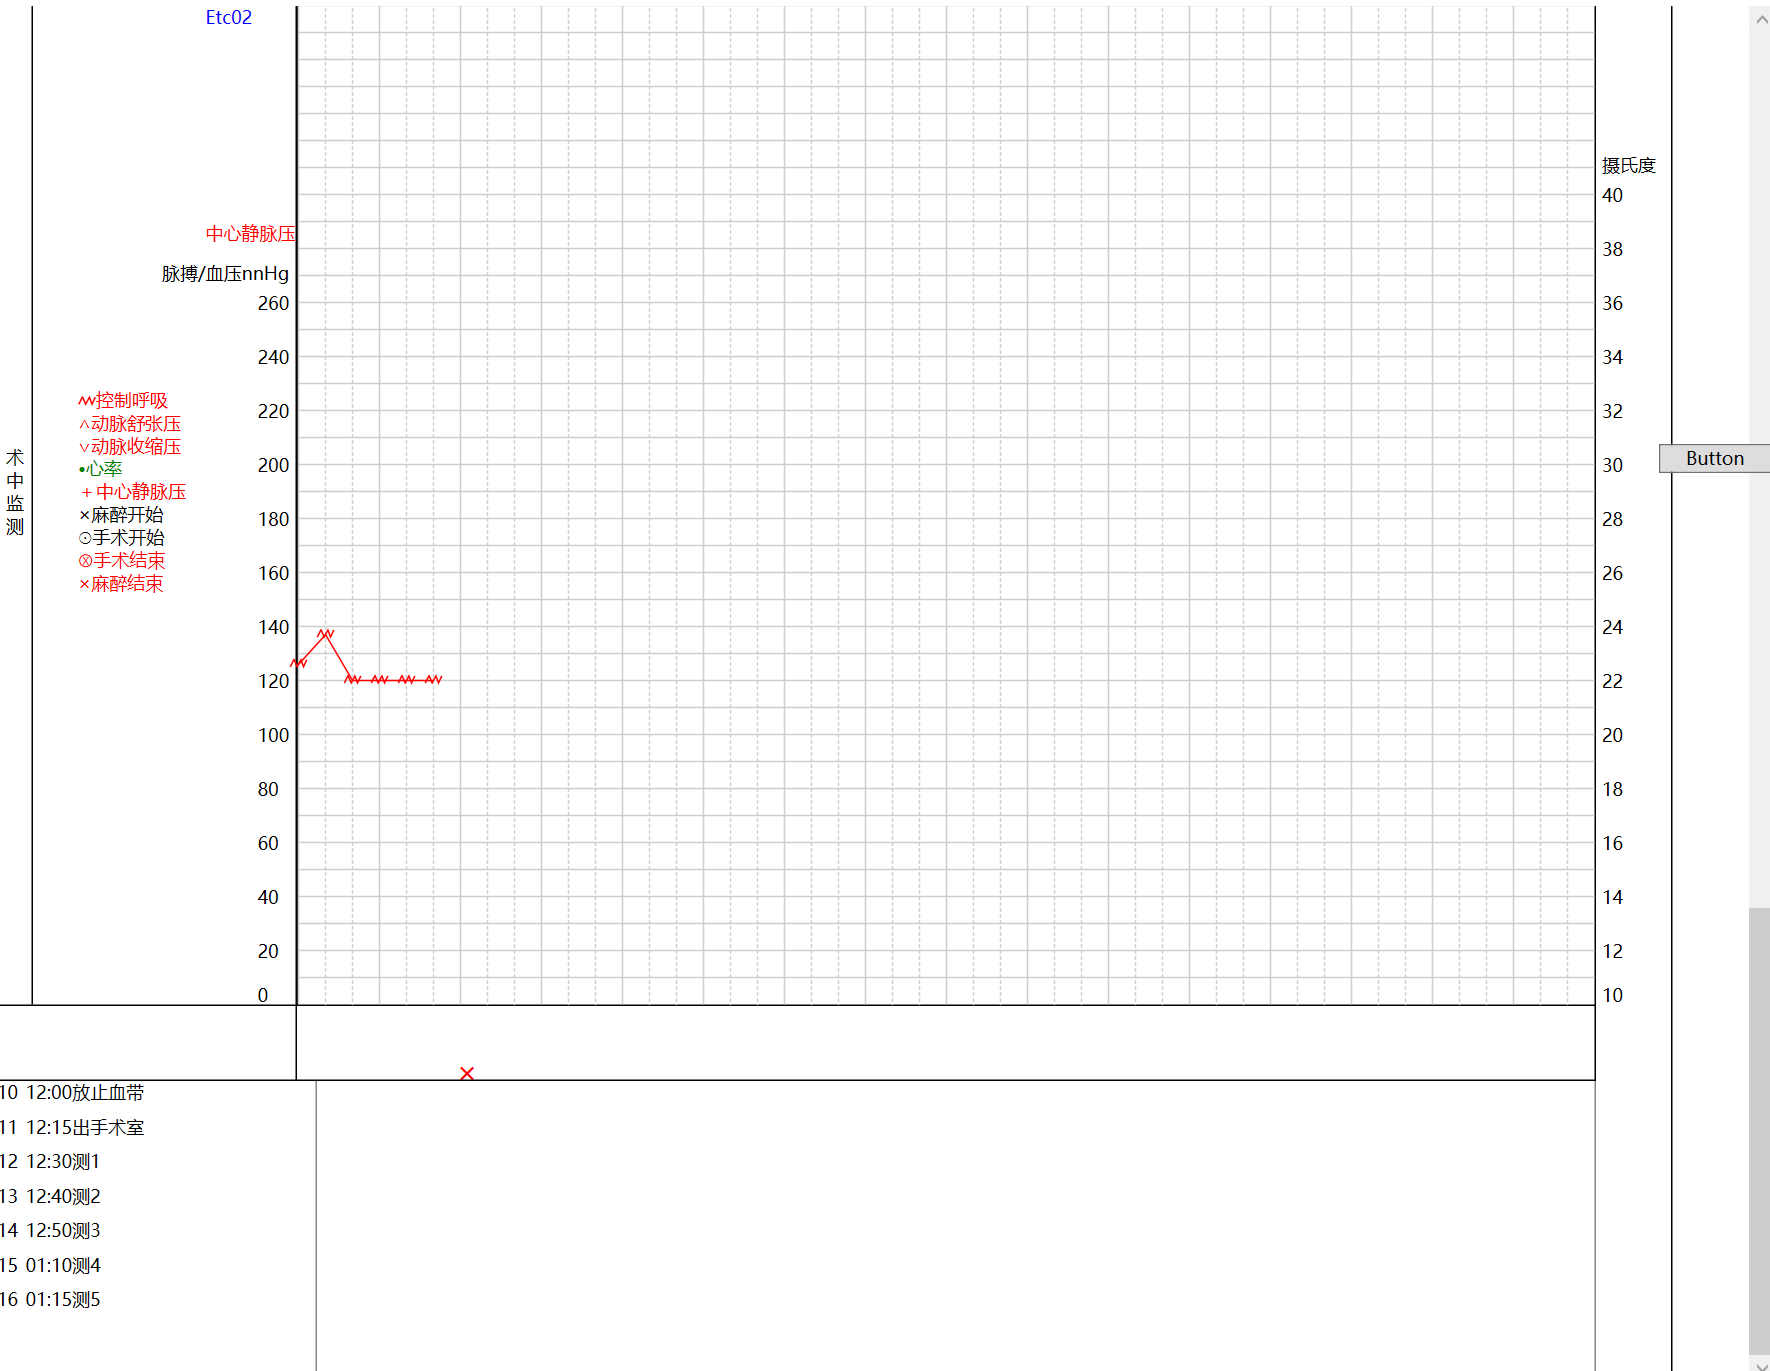 Etc02
摄氏度
40
中心静脉压
38
脉搏/血压nnHg
260
36
240
34
控制呼吸
220
32
动脉舒张压
动脉收缩压
术中监测
200
30
Button
•心率
+中心静脉压
×麻醉开始
180
28
⊙手术开始
ⓧ手术结束
160
26
×麻醉结束
140
24
120
22
100
20
80
18
60
16
40
14
20
12
0
10
10 12:00放止血带
11 12:15出手术室
12 12:30测1
13 12:40测2
14 12:50测3
15 01:10测4
16 01:15测5